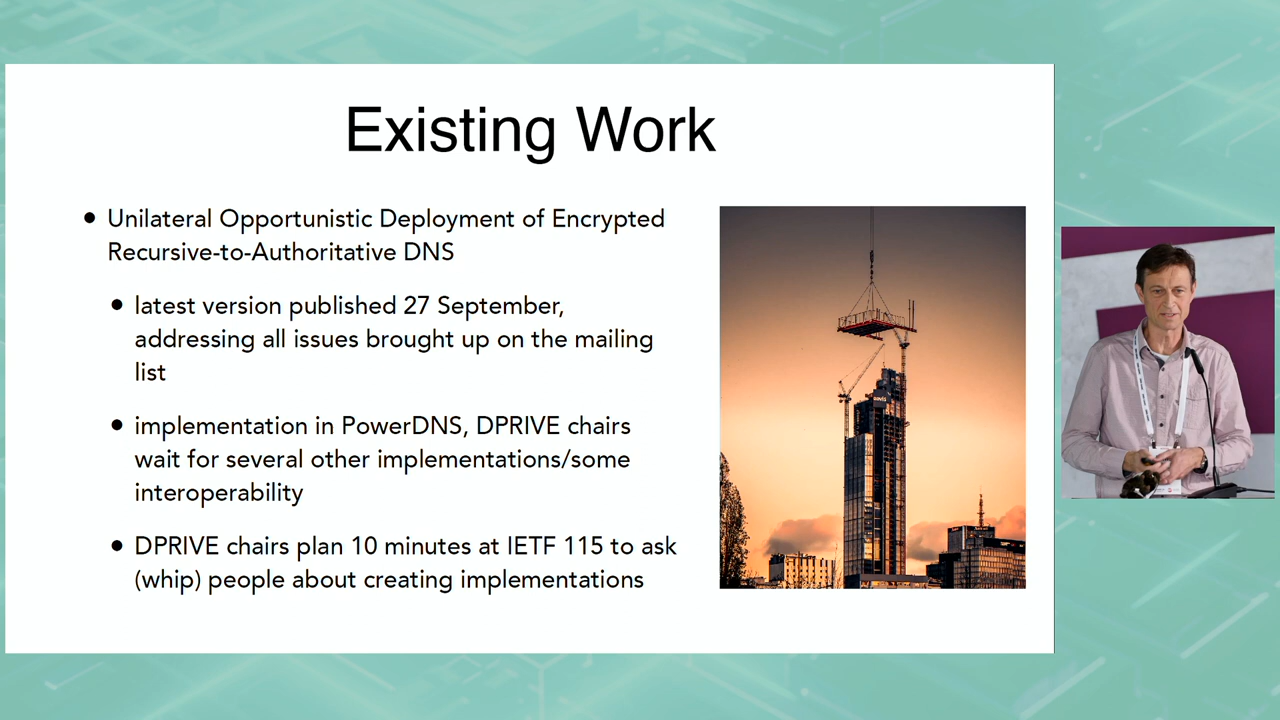 Existing Work
• Unilateral Opportunistic Deployment of Encrypted
Recursive-to-Authoritative DNS
• latest version published 27 September,
addressing all issues brought up on the mailing
list
• implementation in PowerDNS, DPRIVE chairs
wait for several other implementations/some
interoperability
• DPRIVE chairs plan 10 minutes at IETF 115 to ask
(whip) people about creating implementations